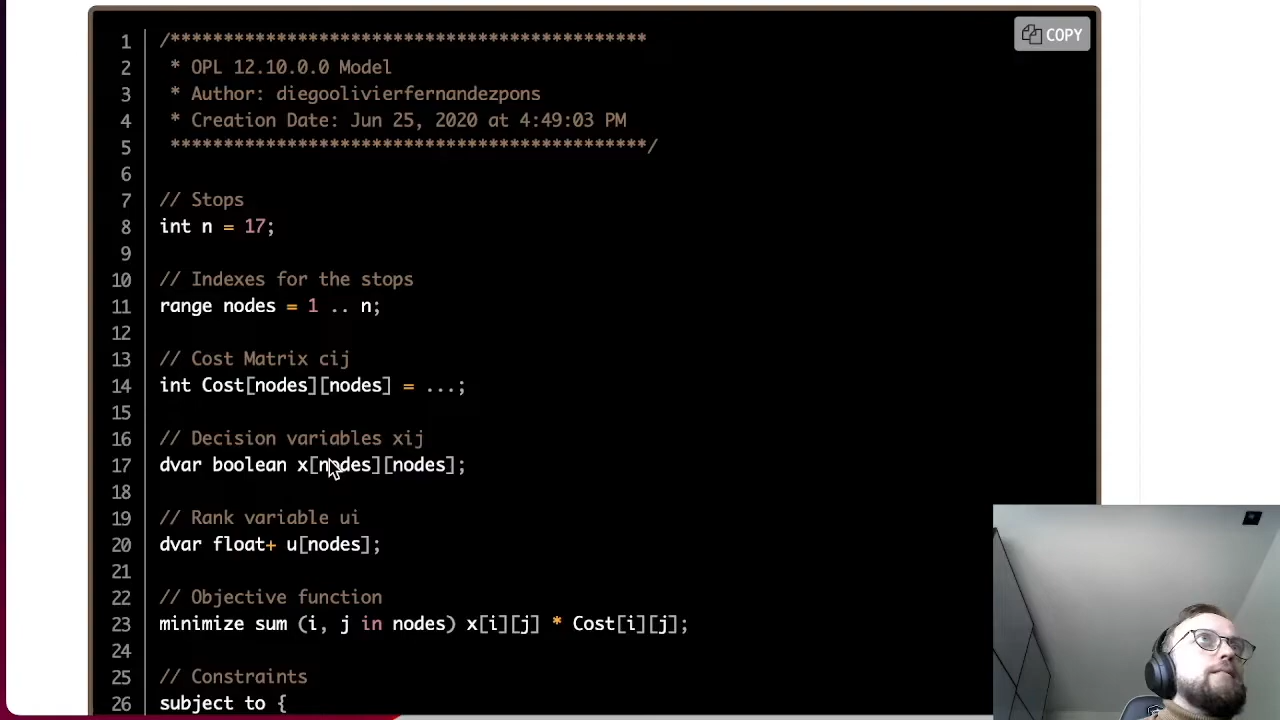 COPY
1 /*********************************************
2 * OPL 12.10.0.0 Model
3 * Author: diegoolivierfernandezpons
4 * Creation Date: Jun 25, 2020 at 4:49:03 PM
5 *********************************************/
6
7 // Stops
8 int n = 17;
9
10 // Indexes for the stops
11 range nodes = 1 .. n;
12
13 // Cost Matrix cij
14 int Cost[nodes][nodes] = ...;
15
16 // Decision variables xij
17 dvar boolean x[nodes][nodes];
18
19 // Rank variable ui
20 dvar float+ u[nodes];
21
22 // Objective function
23 minimize sum (i, j in nodes) x[i][j] * Cost[i][j];
24
25 // Constraints
26 subject to {